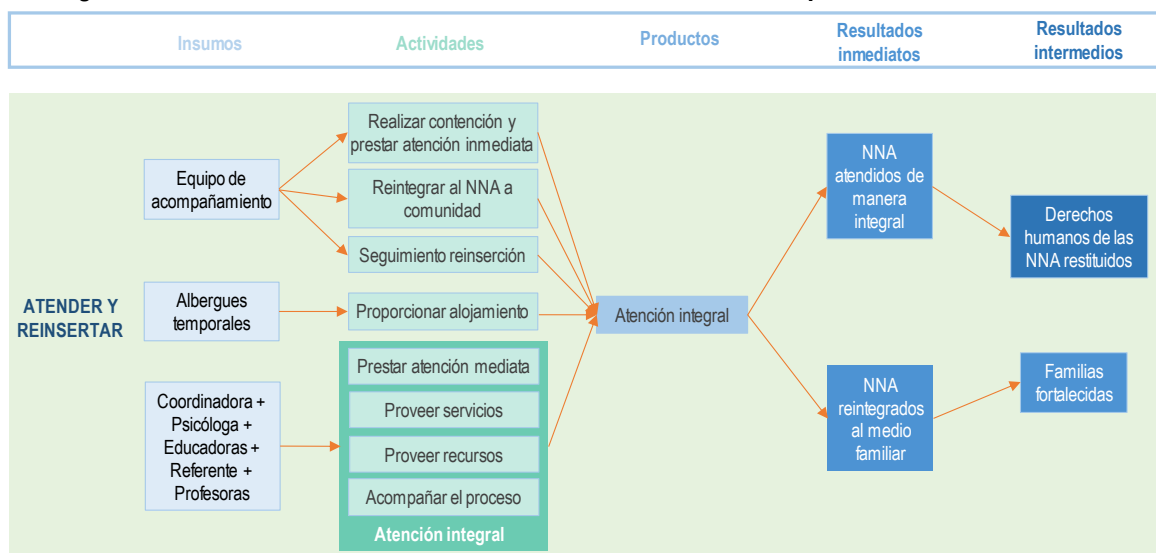 Insumos
Actividades
Productos
Resultados
inmediatos
Resultados
intermedios
ATENDER Y
REINSERTAR
Equipo de
acompañamiento
Albergues
temporales
Coordinadora +
Psicóloga +
Educadoras +
Referente +
Profesoras
Realizar contención y
prestar atención inmediata
Reintegrar al NNA a
comunidad
Seguimiento reinserción
Proporcionar alojamiento
Prestar atención mediata
Proveer servicios
Proveer recursos
Acompañar el proceso
Atención integral
Atención integral
NNA
atendidos de
manera
integral
NNA
reintegrados
al medio
familiar
Derechos
humanos de las
NNA restituidos
Familias
fortalecidas